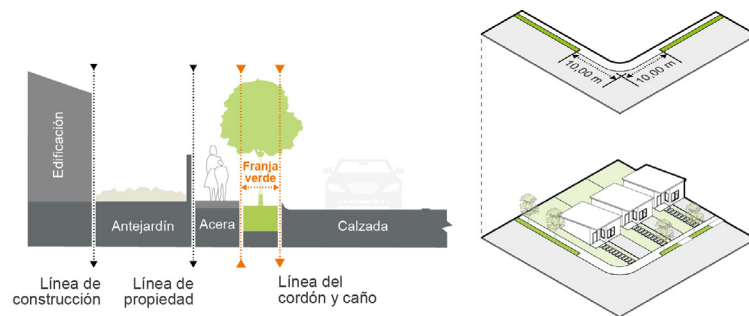 Edificación
Franja
verde
Antejardín
Acera
Calzada
Línea de
construcción
Línea de
propiedad
Línea del
cordón y caño
10,00 m
10,00 m